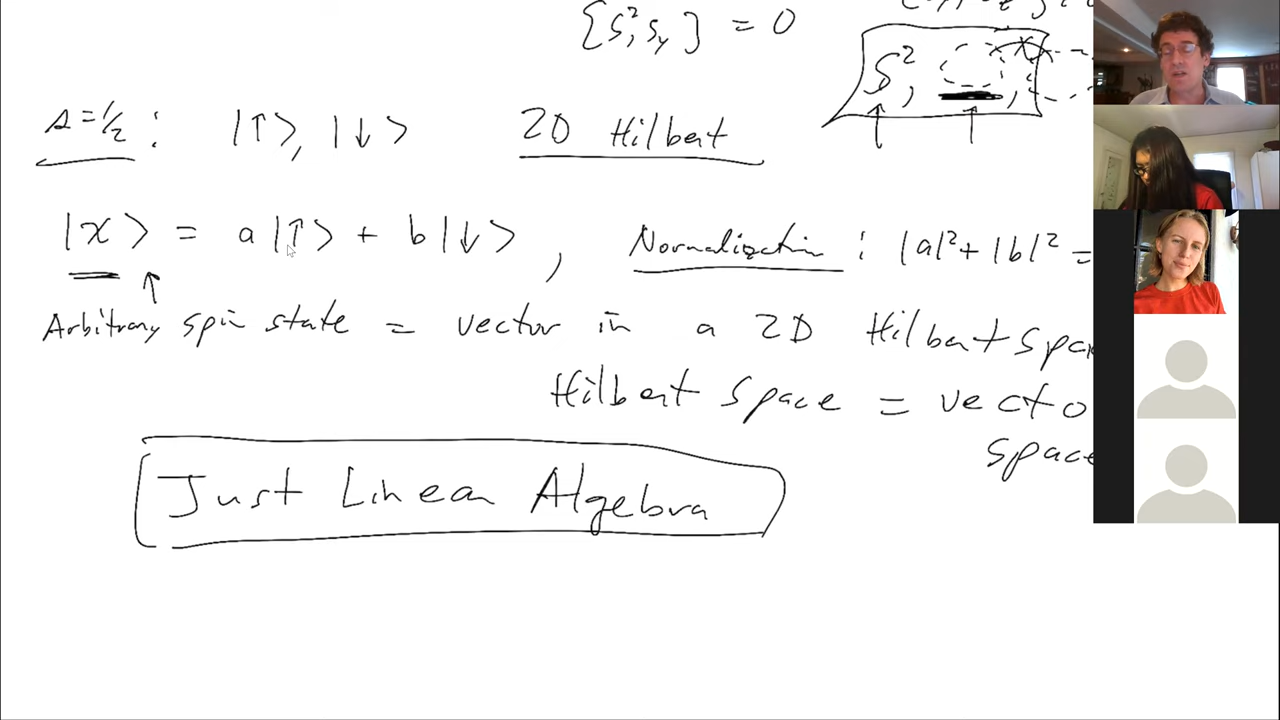 [S², Sy] = 0
S²,
s=1/2 : |↑>, |↓> 2D Hilbert
|x> = a|↑> + b|↓> , Normalization : |a|² + |b|² =
Arbitrary spin state = vector in a 2D Hilbert Spac
Hilbert Space = vecto
space
Just Linear Algebra